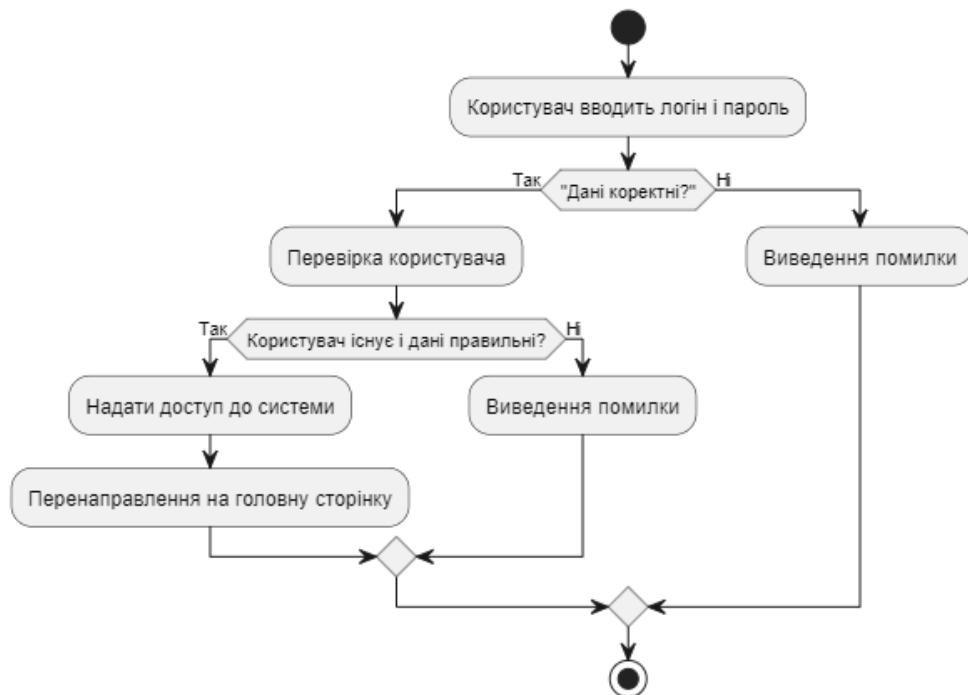 Користувач вводить логін і пароль
Так
"Дані коректні?"
Ні
Перевірка користувача
Виведення помилки
Так
Користувач існує і дані правильні?
Ні
Надати доступ до системи
Виведення помилки
Перенаправлення на головну сторінку